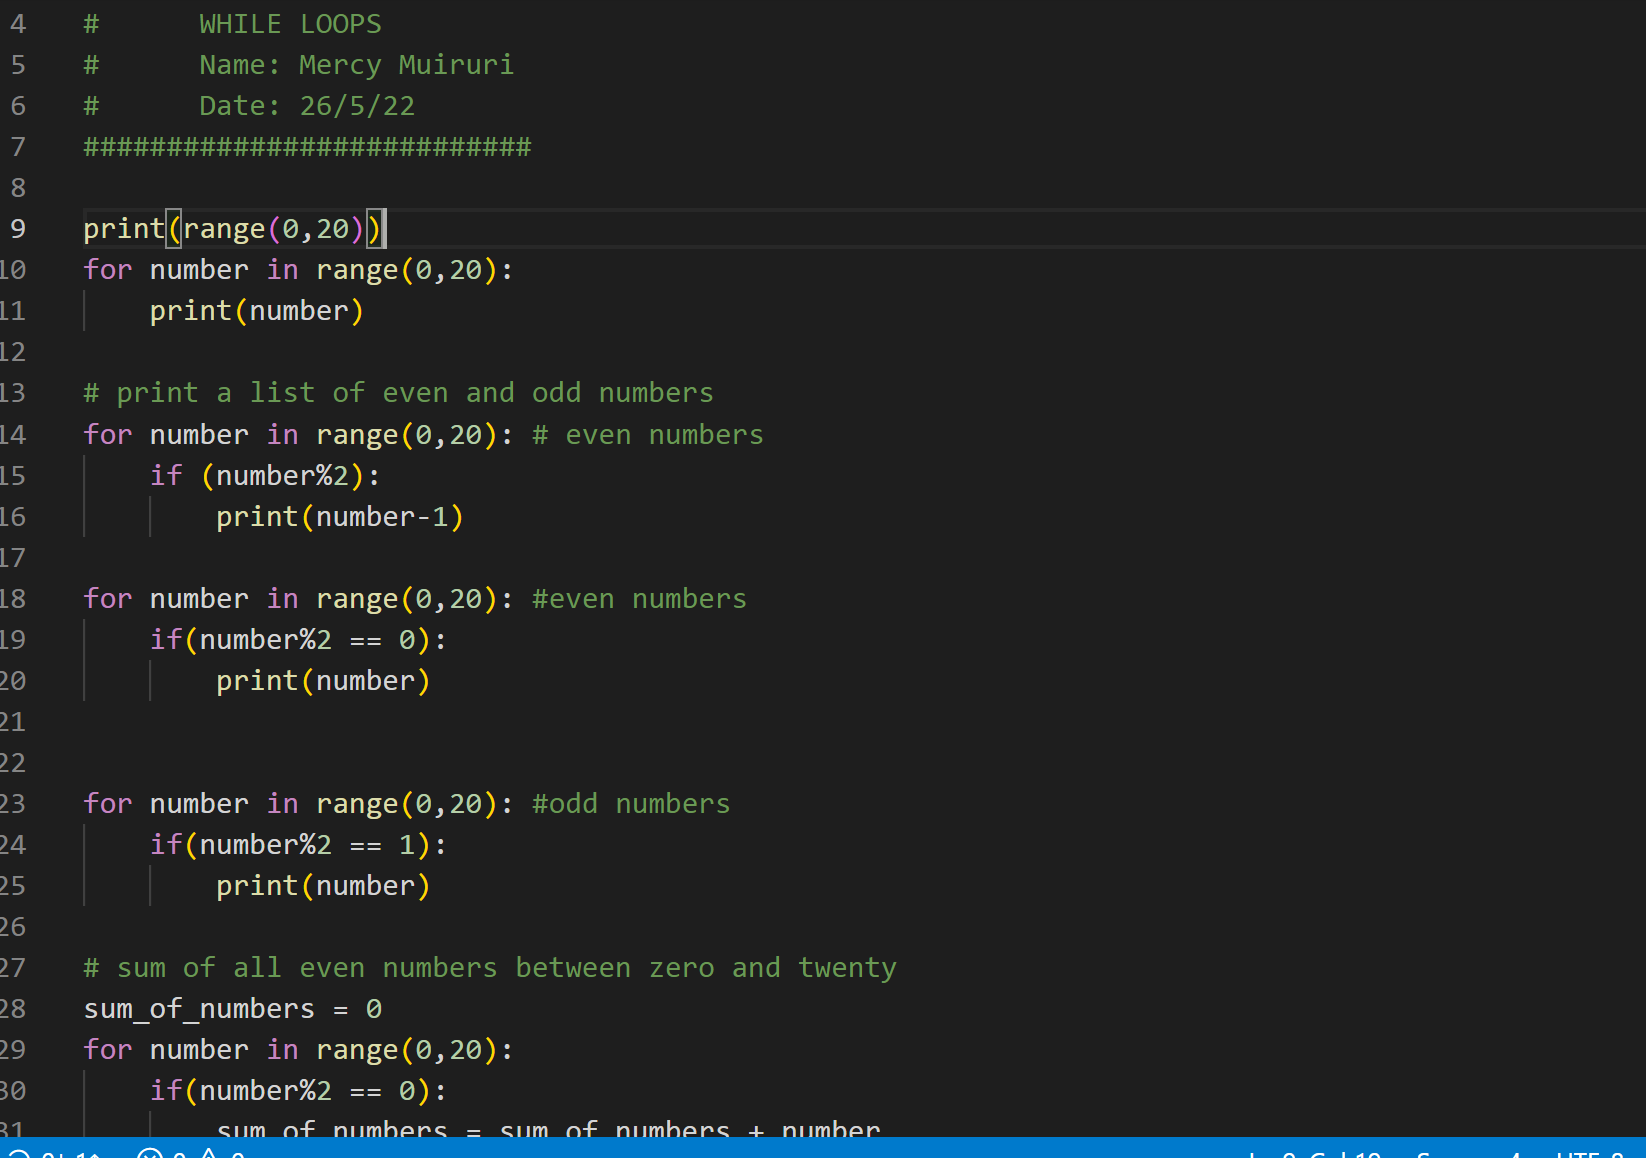 4 # WHILE LOOPS
5 # Name: Mercy Muiruri
6 # Date: 26/5/22
7 ###########################
8
9 print(range(0,20))
10 for number in range(0,20):
11     print(number)
12
13 # print a list of even and odd numbers
14 for number in range(0,20): # even numbers
15     if (number%2):
16         print(number-1)
17
18 for number in range(0,20): #even numbers
19     if(number%2 == 0):
20         print(number)
21
22
23 for number in range(0,20): #odd numbers
24     if(number%2 == 1):
25         print(number)
26
27 # sum of all even numbers between zero and twenty
28 sum_of_numbers = 0
29 for number in range(0,20):
30     if(number%2 == 0):
31         sum_of_numbers = sum_of_numbers + number